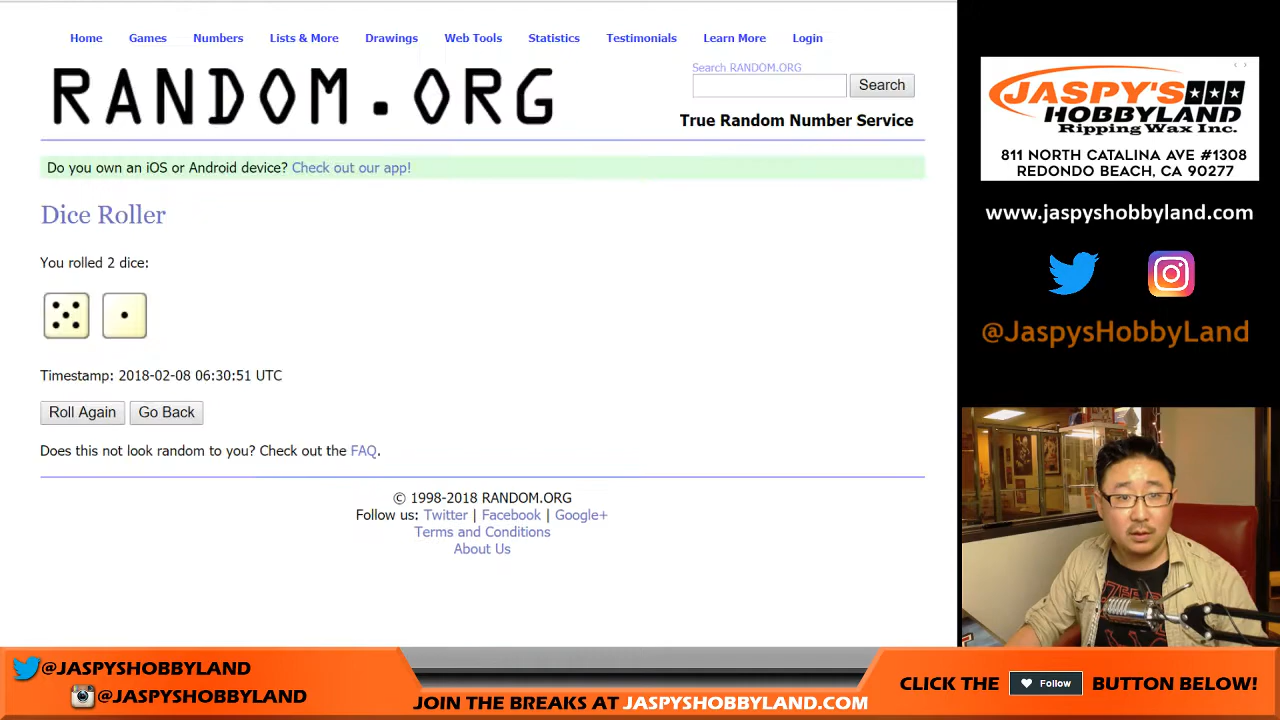 Home Games Numbers Lists & More Drawings Web Tools Statistics Testimonials Learn More Login
RANDOM.ORG
Search RANDOM.ORG
Search
True Random Number Service
Do you own an iOS or Android device? Check out our app!
Dice Roller
You rolled 2 dice:
Timestamp: 2018-02-08 06:30:51 UTC
Roll Again Go Back
Does this not look random to you? Check out the FAQ.
© 1998-2018 RANDOM.ORG
Follow us: Twitter | Facebook | Google+
Terms and Conditions
About Us
JASPY'S
HOBBYLAND
Ripping Wax Inc.
811 NORTH CATALINA AVE #1308
REDONDO BEACH, CA 90277
www.jaspyshobbyland.com
@JaspysHobbyLand
@JASPYSHOBBYLAND
@JASPYSHOBBYLAND
JOIN THE BREAKS AT JASPYSHOBBYLAND.COM
CLICK THE Follow BUTTON BELOW!